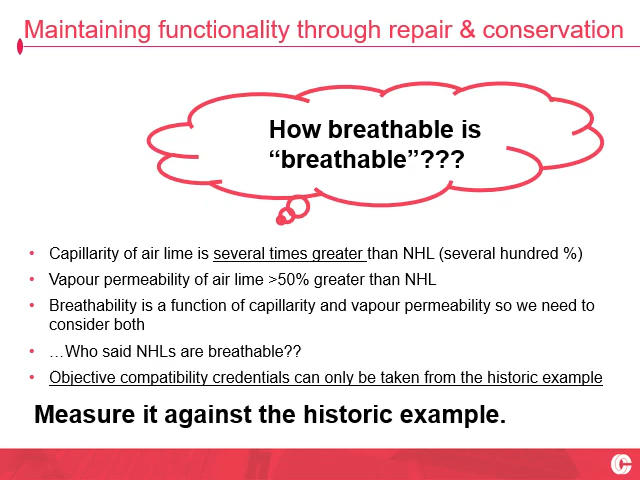 Maintaining functionality through repair & conservation
How breathable is
“breathable”???
• Capillarity of air lime is several times greater than NHL (several hundred %)
• Vapour permeability of air lime >50% greater than NHL
• Breathability is a function of capillarity and vapour permeability so we need to
consider both
• …Who said NHLs are breathable??
• Objective compatibility credentials can only be taken from the historic example
Measure it against the historic example.